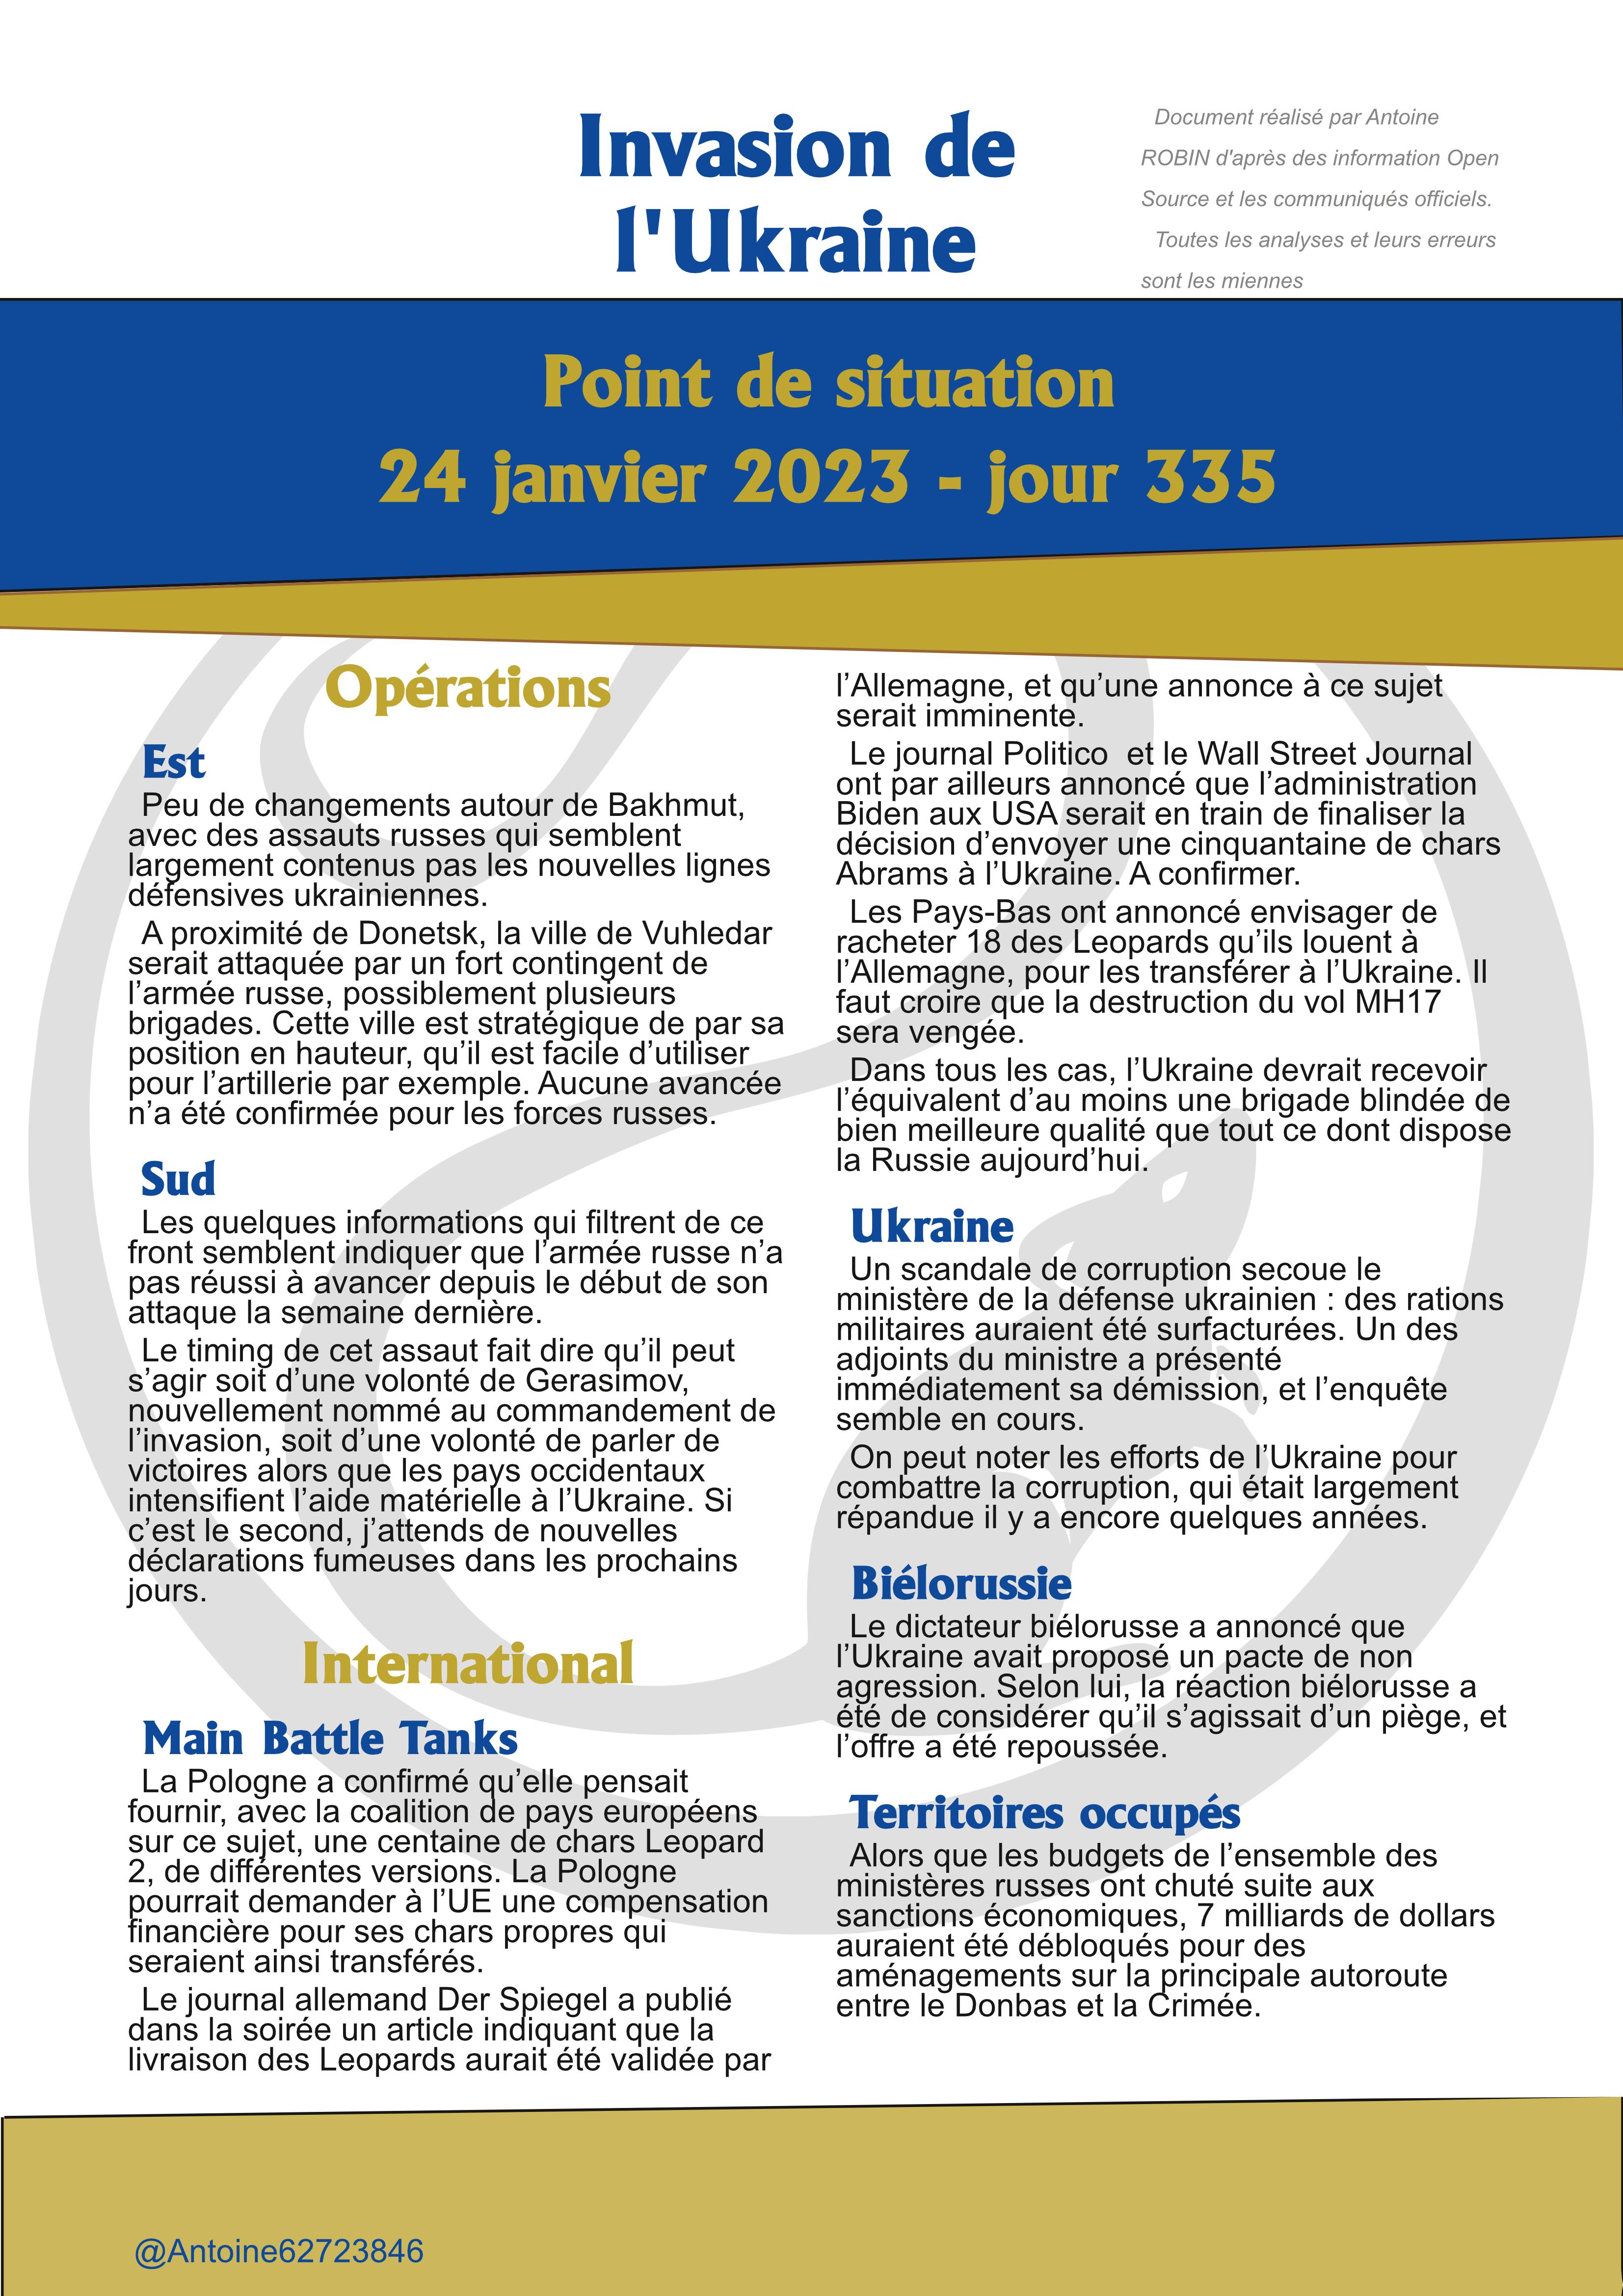 Invasion de
l'Ukraine
Document réalisé par Antoine
ROBIN d'après des information Open
Source et les communiqués officiels.
Toutes les analyses et leurs erreurs
sont les miennes
Point de situation
24 janvier 2023 - jour 335
Opérations
Est
Peu de changements autour de Bakhmut,
avec des assauts russes qui semblent
largement contenus pas les nouvelles lignes
défensives ukrainiennes.
A proximité de Donetsk, la ville de Vuhledar
serait attaquée par un fort contingent de
l’armée russe, possiblement plusieurs
brigades. Cette ville est stratégique de par sa
position en hauteur, qu’il est facile d’utiliser
pour l’artillerie par exemple. Aucune avancée
n’a été confirmée pour les forces russes.
Sud
Les quelques informations qui filtrent de ce
front semblent indiquer que l’armée russe n’a
pas réussi à avancer depuis le début de son
attaque la semaine dernière.
Le timing de cet assaut fait dire qu’il peut
s’agir soit d’une volonté de Gerasimov,
nouvellement nommé au commandement de
l’invasion, soit d’une volonté de parler de
victoires alors que les pays occidentaux
intensifient l’aide matérielle à l’Ukraine. Si
c’est le second, j’attends de nouvelles
déclarations fumeuses dans les prochains
jours.
International
Main Battle Tanks
La Pologne a confirmé qu’elle pensait
fournir, avec la coalition de pays européens
sur ce sujet, une centaine de chars Leopard
2, de différentes versions. La Pologne
pourrait demander à l’UE une compensation
financière pour ses chars propres qui
seraient ainsi transférés.
Le journal allemand Der Spiegel a publié
dans la soirée un article indiquant que la
livraison des Leopards aurait été validée par
l’Allemagne, et qu’une annonce à ce sujet
serait imminente.
Le journal Politico et le Wall Street Journal
ont par ailleurs annoncé que l’administration
Biden aux USA serait en train de finaliser la
décision d’envoyer une cinquantaine de chars
Abrams à l’Ukraine. A confirmer.
Les Pays-Bas ont annoncé envisager de
racheter 18 des Leopards qu’ils louent à
l’Allemagne, pour les transférer à l’Ukraine. Il
faut croire que la destruction du vol MH17
sera vengée.
Dans tous les cas, l’Ukraine devrait recevoir
l’équivalent d’au moins une brigade blindée de
bien meilleure qualité que tout ce dont dispose
la Russie aujourd’hui.
Ukraine
Un scandale de corruption secoue le
ministère de la défense ukrainien : des rations
militaires auraient été surfacturées. Un des
adjoints du ministre a présenté
immédiatement sa démission, et l’enquête
semble en cours.
On peut noter les efforts de l’Ukraine pour
combattre la corruption, qui était largement
répandue il y a encore quelques années.
Biélorussie
Le dictateur biélorusse a annoncé que
l’Ukraine avait proposé un pacte de non
agression. Selon lui, la réaction biélorusse a
été de considérer qu’il s’agissait d’un piège, et
l’offre a été repoussée.
Territoires occupés
Alors que les budgets de l’ensemble des
ministères russes ont chuté suite aux
sanctions économiques, 7 milliards de dollars
auraient été débloqués pour des
aménagements sur la principale autoroute
entre le Donbas et la Crimée.
@Antoine62723846